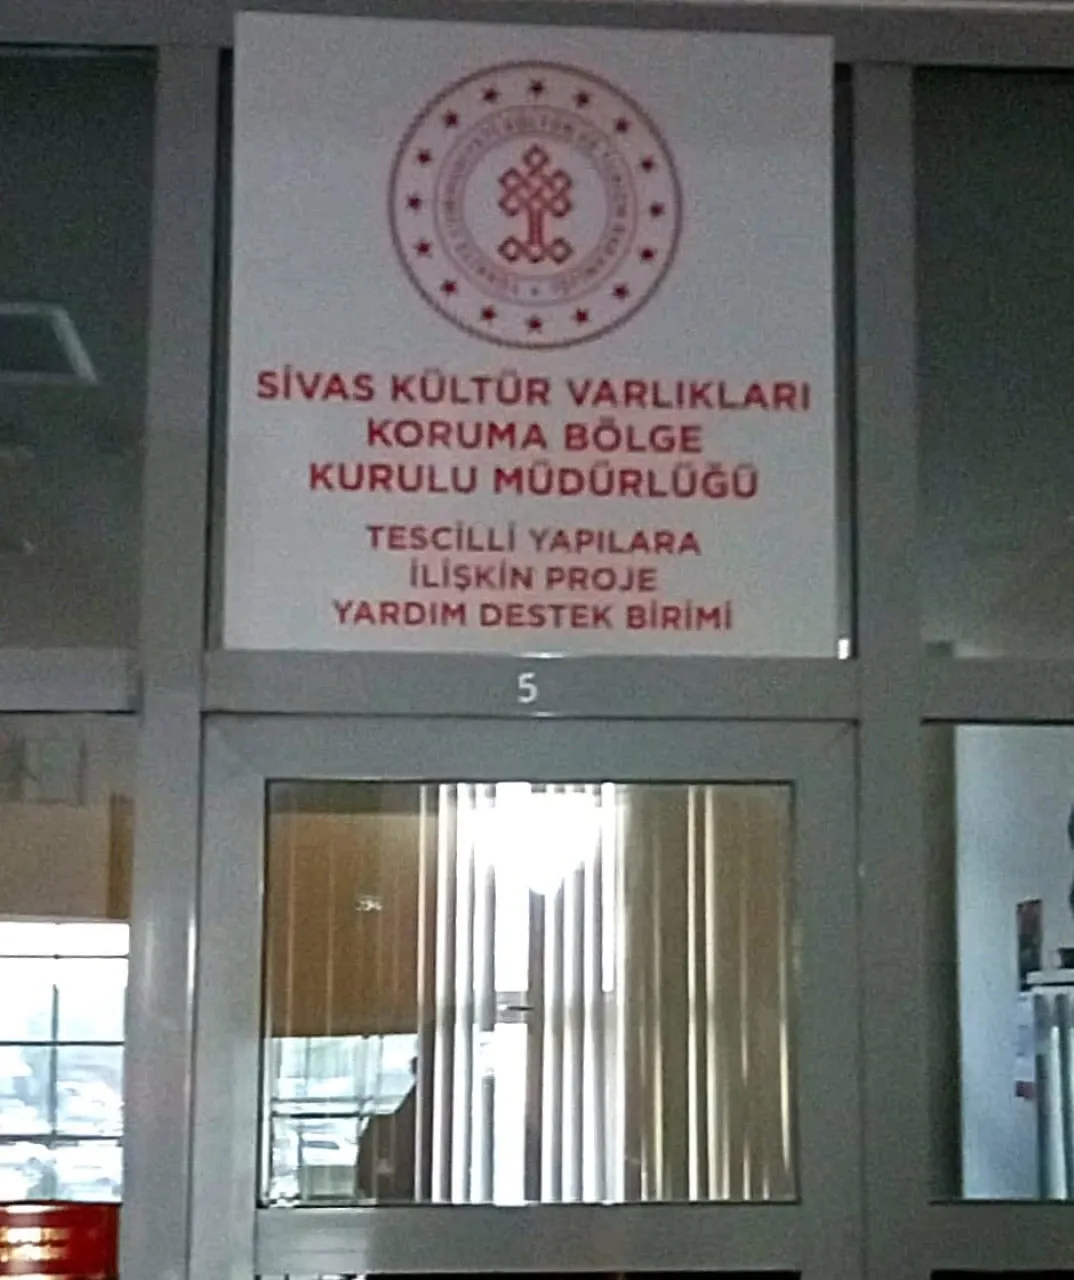 SİVAS KÜLTÜR VARLIKLARI
KORUMA BÖLGE
KURULU MÜDÜRLÜĞÜ
TESCİLLİ YAPILARA
İLİŞKİN PROJE
YARDIM DESTEK BİRİMİ
5